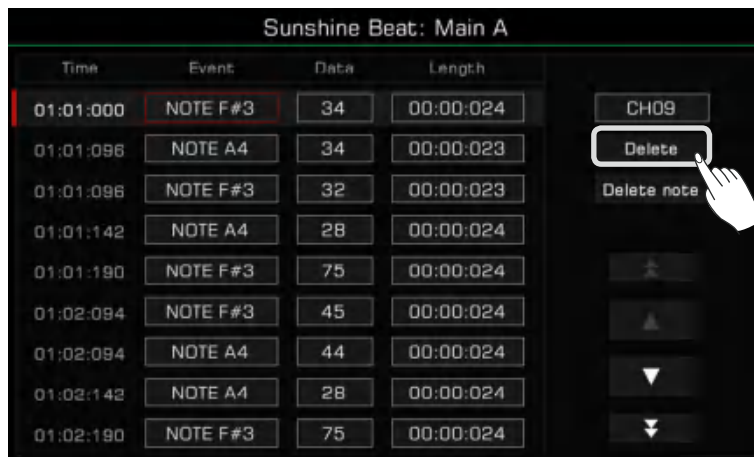 Sunshine Beat: Main A
Time Event Data Length
01:01:000 NOTE F#3 34 00:00:024 CH09
01:01:096 NOTE A4 34 00:00:023 Delete
01:01:096 NOTE F#3 32 00:00:023 Delete note
01:01:142 NOTE A4 28 00:00:024
01:01:190 NOTE F#3 75 00:00:024
01:02:094 NOTE F#3 45 00:00:024
01:02:094 NOTE A4 44 00:00:024
01:02:142 NOTE A4 28 00:00:024
01:02:190 NOTE F#3 75 00:00:024